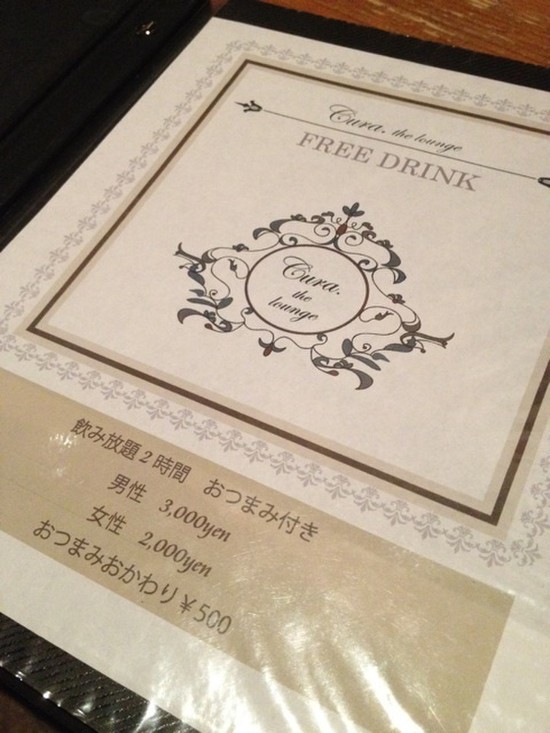 Cura. the lounge
FREE DRINK
Cura.
the
lounge
飲み放題2時間 おつまみ付き
男性 3,000yen
女性 2,000yen
おつまみおかわり¥500